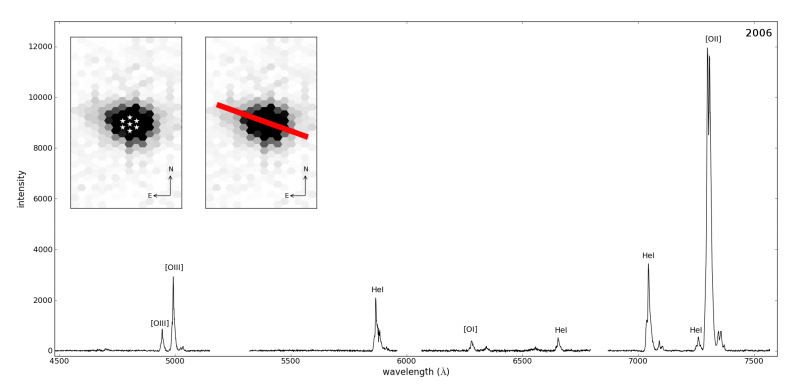 2006
[OII]
12000
10000
8000
6000
4000
2000
0
intensity
N
E
N
E
[OIII]
[OIII]
HeI
[OI]
HeI
HeI
HeI
4500
5000
5500
6000
6500
7000
7500
wavelength (Å)